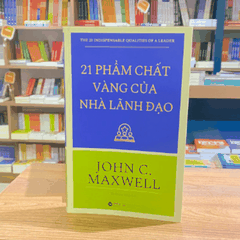 THE 21 INDISPENSABLE QUALITIES OF A LEADER
21 PHẨM CHẤT
VÀNG CỦA
NHÀ LÃNH ĐẠO
JOHN C.
MAXWELL